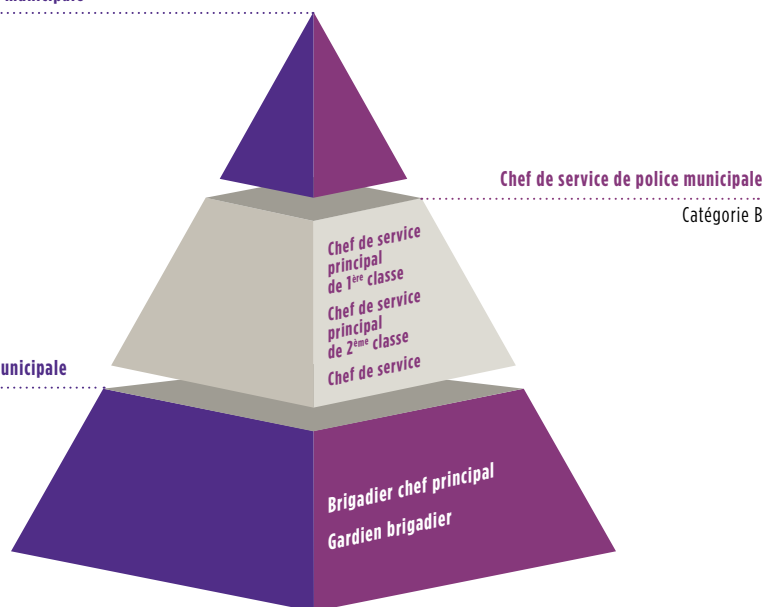 Chef de service de police municipale
Catégorie B
Chef de service
principal
de 1ère classe
Chef de service
principal
de 2ème classe
Chef de service
unicipale
Brigadier chef principal
Gardien brigadier